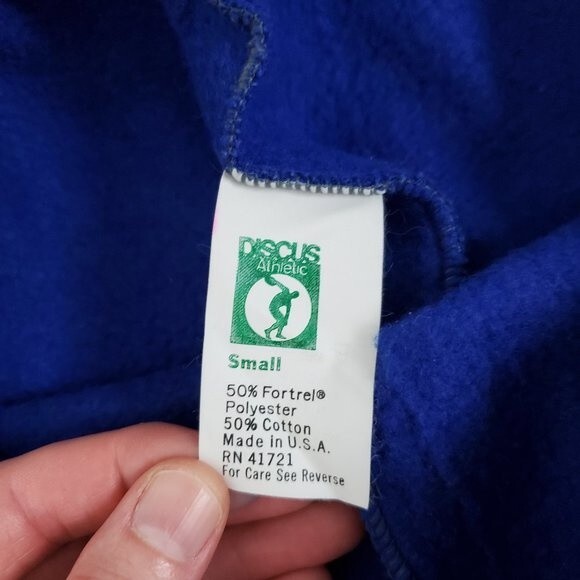 DISCUS
Athletic
Small
50% Fortrel®
Polyester
50% Cotton
Made in U.S.A.
RN 41721
For Care See Reverse